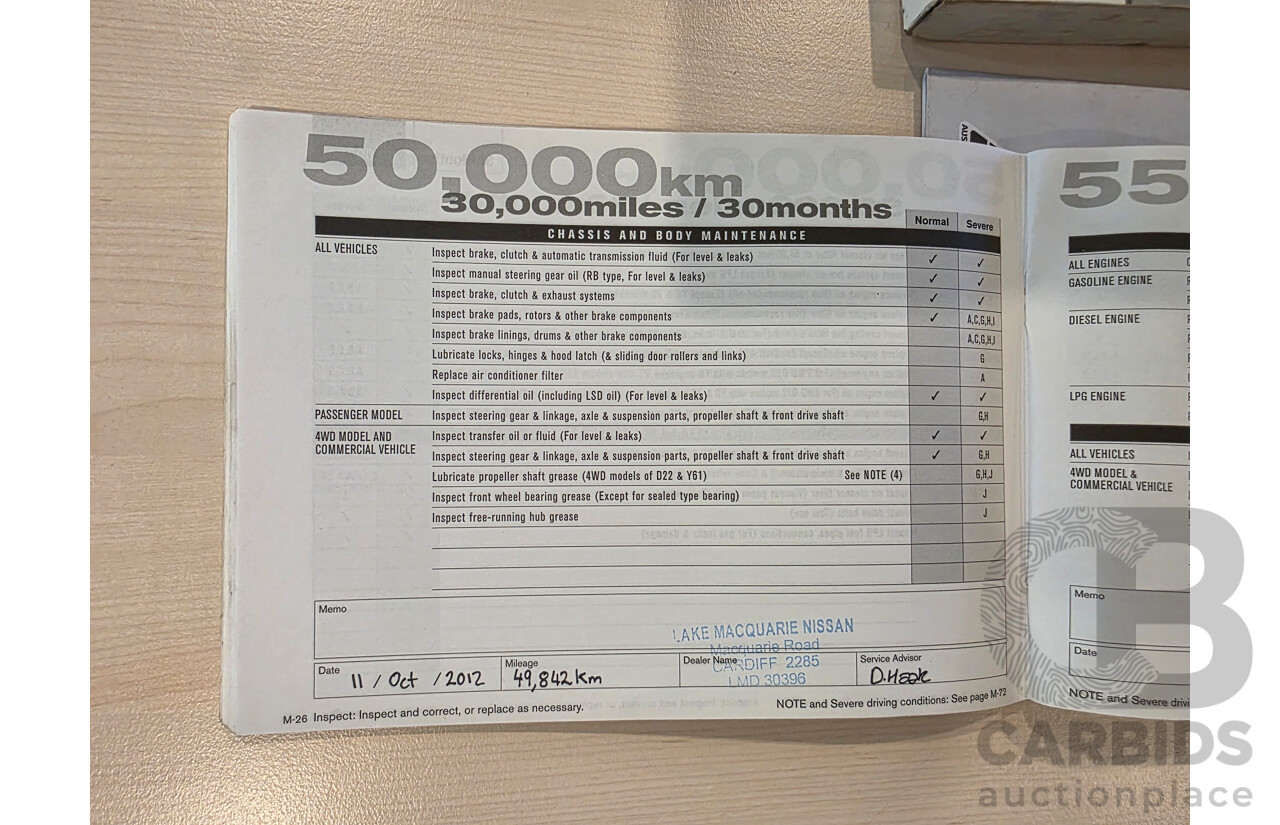 AUS
50,000km
30,000miles / 30months
Normal Severe
CHASSIS AND BODY MAINTENANCE
ALL VEHICLES Inspect brake, clutch & automatic transmission fluid (For level & leaks) ✓ ✓
Inspect manual steering gear oil (RB type, For level & leaks) ✓ ✓
Inspect brake, clutch & exhaust systems ✓ ✓
Inspect brake pads, rotors & other brake components ✓ A,C,G,H,I
Inspect brake linings, drums & other brake components A,C,G,H,I
Lubricate locks, hinges & hood latch (& sliding door rollers and links) G
Replace air conditioner filter A
Inspect differential oil (including LSD oil) (For level & leaks) ✓ ✓
PASSENGER MODEL Inspect steering gear & linkage, axle & suspension parts, propeller shaft & front drive shaft G,H
4WD MODEL AND Inspect transfer oil or fluid (For level & leaks) ✓ ✓
COMMERCIAL VEHICLE Inspect steering gear & linkage, axle & suspension parts, propeller shaft & front drive shaft ✓ G,H
Lubricate propeller shaft grease (4WD models of D22 & Y61) See NOTE (4) G,H,J
Inspect front wheel bearing grease (Except for sealed type bearing) J
Inspect free-running hub grease J
Memo
LAKE MACQUARIE NISSAN
Macquarie Road
CARDIFF 2285
LMD 30396
Date 11 / Oct / 2012 Mileage 49,842km Dealer Name Service Advisor D.Haak
M-26 Inspect: Inspect and correct, or replace as necessary. NOTE and Severe driving conditions: See page M-72
55
ALL ENGINES
GASOLINE ENGINE
DIESEL ENGINE
LPG ENGINE
ALL VEHICLES
4WD MODEL &
COMMERCIAL VEHICLE
Memo
Date
NOTE and Severe drivi
CB
CARBIDS
auctionplace